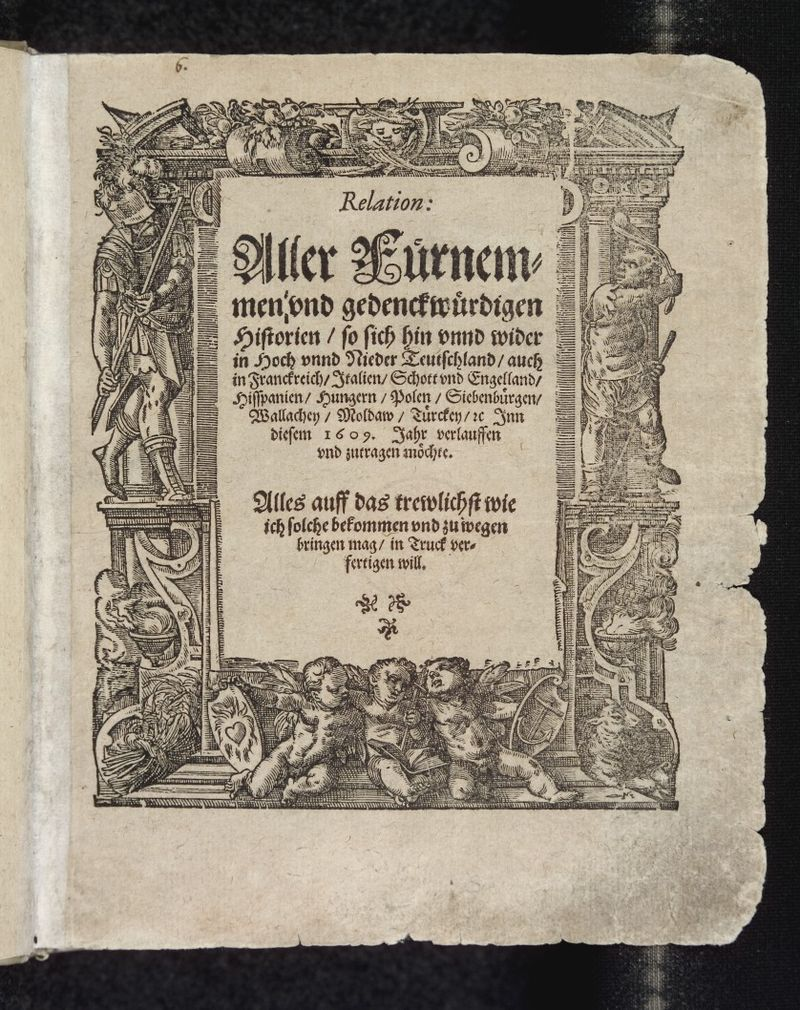 6.
Relation:
Aller Fürnem⸗
men/ vnd gedenckwürdigen
Historien / so sich hin vnnd wider
in Hoch vnnd Nieder Teutschland/ auch
in Franckreich/ Italien/ Schott vnd Engelland/
Hisspanien/ Hungern/ Polen/ Siebenbürgen/
Wallachey / Moldaw / Türckey/ ꝛc Inn
diesem 1609. Jahr verlauffen
vnd zutragen möchte.
Alles auff das trewlichst wie
ich solche bekommen vnd zu wegen
bringen mag/ in Truck ver⸗
fertigen will.